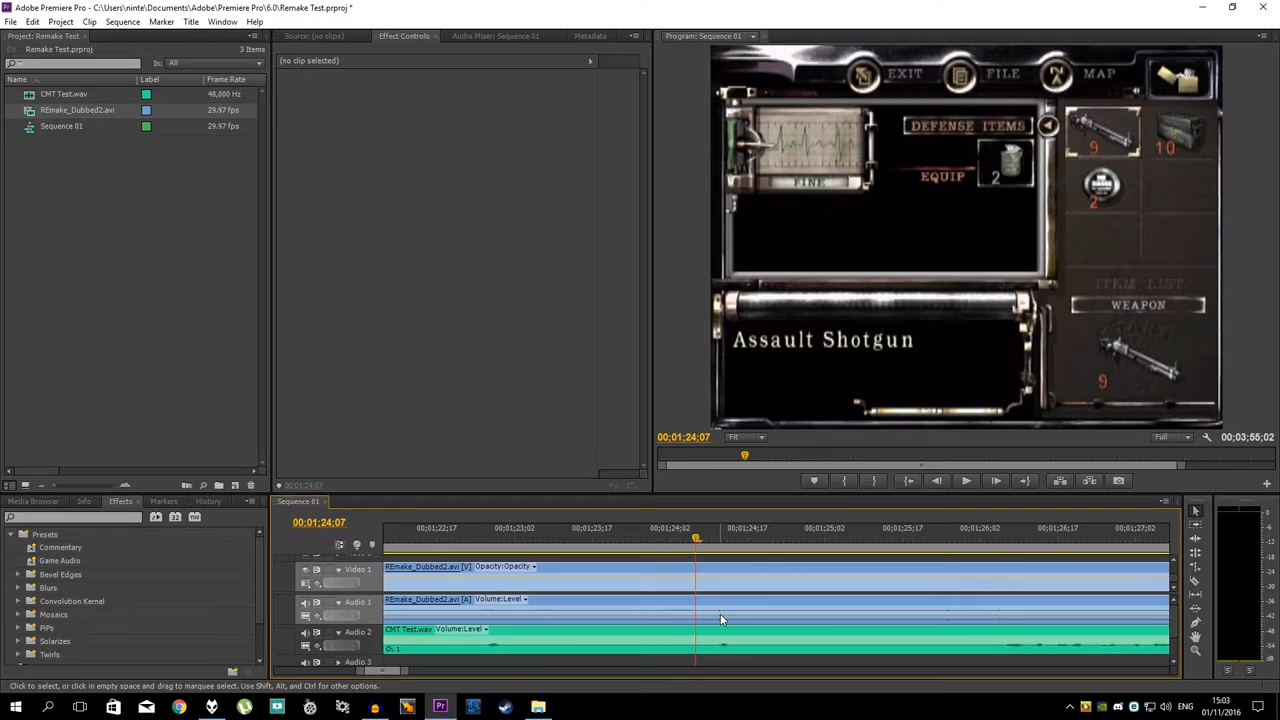 Adobe Premiere Pro - C:\Users\ninte\Documents\Adobe\Premiere Pro\6.0\Remake Test.prproj *
File Edit Project Clip Sequence Marker Title Window Help
Project: Remake Test
Remake Test.prproj
3 Items
In: All
Name Label Frame Rate
CMT Test.wav 48,000 Hz
REmake_Dubbed2.avi 29.97 fps
Sequence 01 29.97 fps
Source: (no clips) Effect Controls Audio Mixer: Sequence 01 Metadata
(no clip selected)
00;01;24;07
Program: Sequence 01
EXIT FILE MAP
DEFENSE ITEMS
EQUIP
2
FINE
9
10
2
ITEM LIST
WEAPON
9
Assault Shotgun
00;01;24;07 Fit Full 00;03;55;02
Media Browser Info Effects Markers History
Presets
Commentary
Game Audio
Bevel Edges
Blurs
Convolution Kernel
Mosaics
PiPs
Solarizes
Twirls
Sequence 01
00;01;24;07
00;01;22;17 00;01;23;02 00;01;23;17 00;01;24;02 00;01;24;17 00;01;25;02 00;01;25;17 00;01;26;02 00;01;26;17 00;01;27;02
Video 1 REmake_Dubbed2.avi [V] Opacity:Opacity
Audio 1 REmake_Dubbed2.avi [A] Volume:Level
Audio 2 CMT Test.wav Volume:Level
1
Audio 3
0
S S
Click to select, or click in empty space and drag to marquee select. Use Shift, Alt, and Ctrl for other options.
15:03
01/11/2016